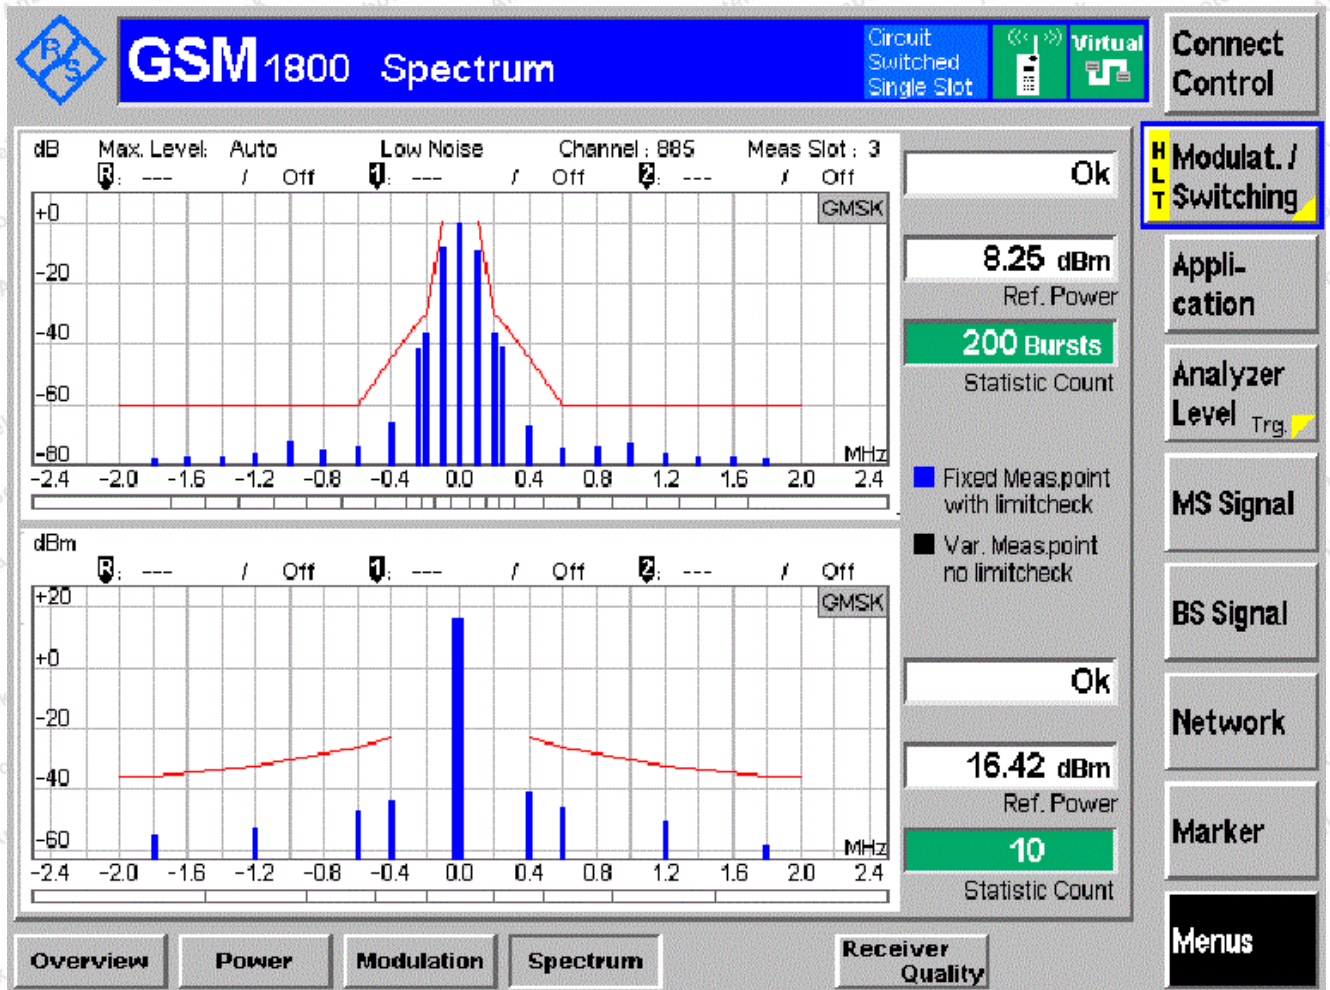 R S
GSM 1800 Spectrum
Circuit
Switched
Single Slot
Virtual
Connect
Control
dB Max. Level: Auto Low Noise Channel : 885 Meas Slot : 3
R : --- / Off 1 : --- / Off 2 : --- / Off
GMSK
+0
-20
-40
-60
-80
MHz
-2.4 -2.0 -1.6 -1.2 -0.8 -0.4 0.0 0.4 0.8 1.2 1.6 2.0 2.4
Ok
8.25 dBm
Ref. Power
200 Bursts
Statistic Count
Fixed Meas.point
with limitcheck
Var. Meas.point
no limitcheck
dBm
R : --- / Off 1 : --- / Off 2 : --- / Off
GMSK
+20
+0
-20
-40
-60
MHz
-2.4 -2.0 -1.6 -1.2 -0.8 -0.4 0.0 0.4 0.8 1.2 1.6 2.0 2.4
Ok
16.42 dBm
Ref. Power
10
Statistic Count
HLT
Modulat. /
Switching
Appli-
cation
Analyzer
Level Trg.
MS Signal
BS Signal
Network
Marker
Menus
Overview
Power
Modulation
Spectrum
Receiver
Quality